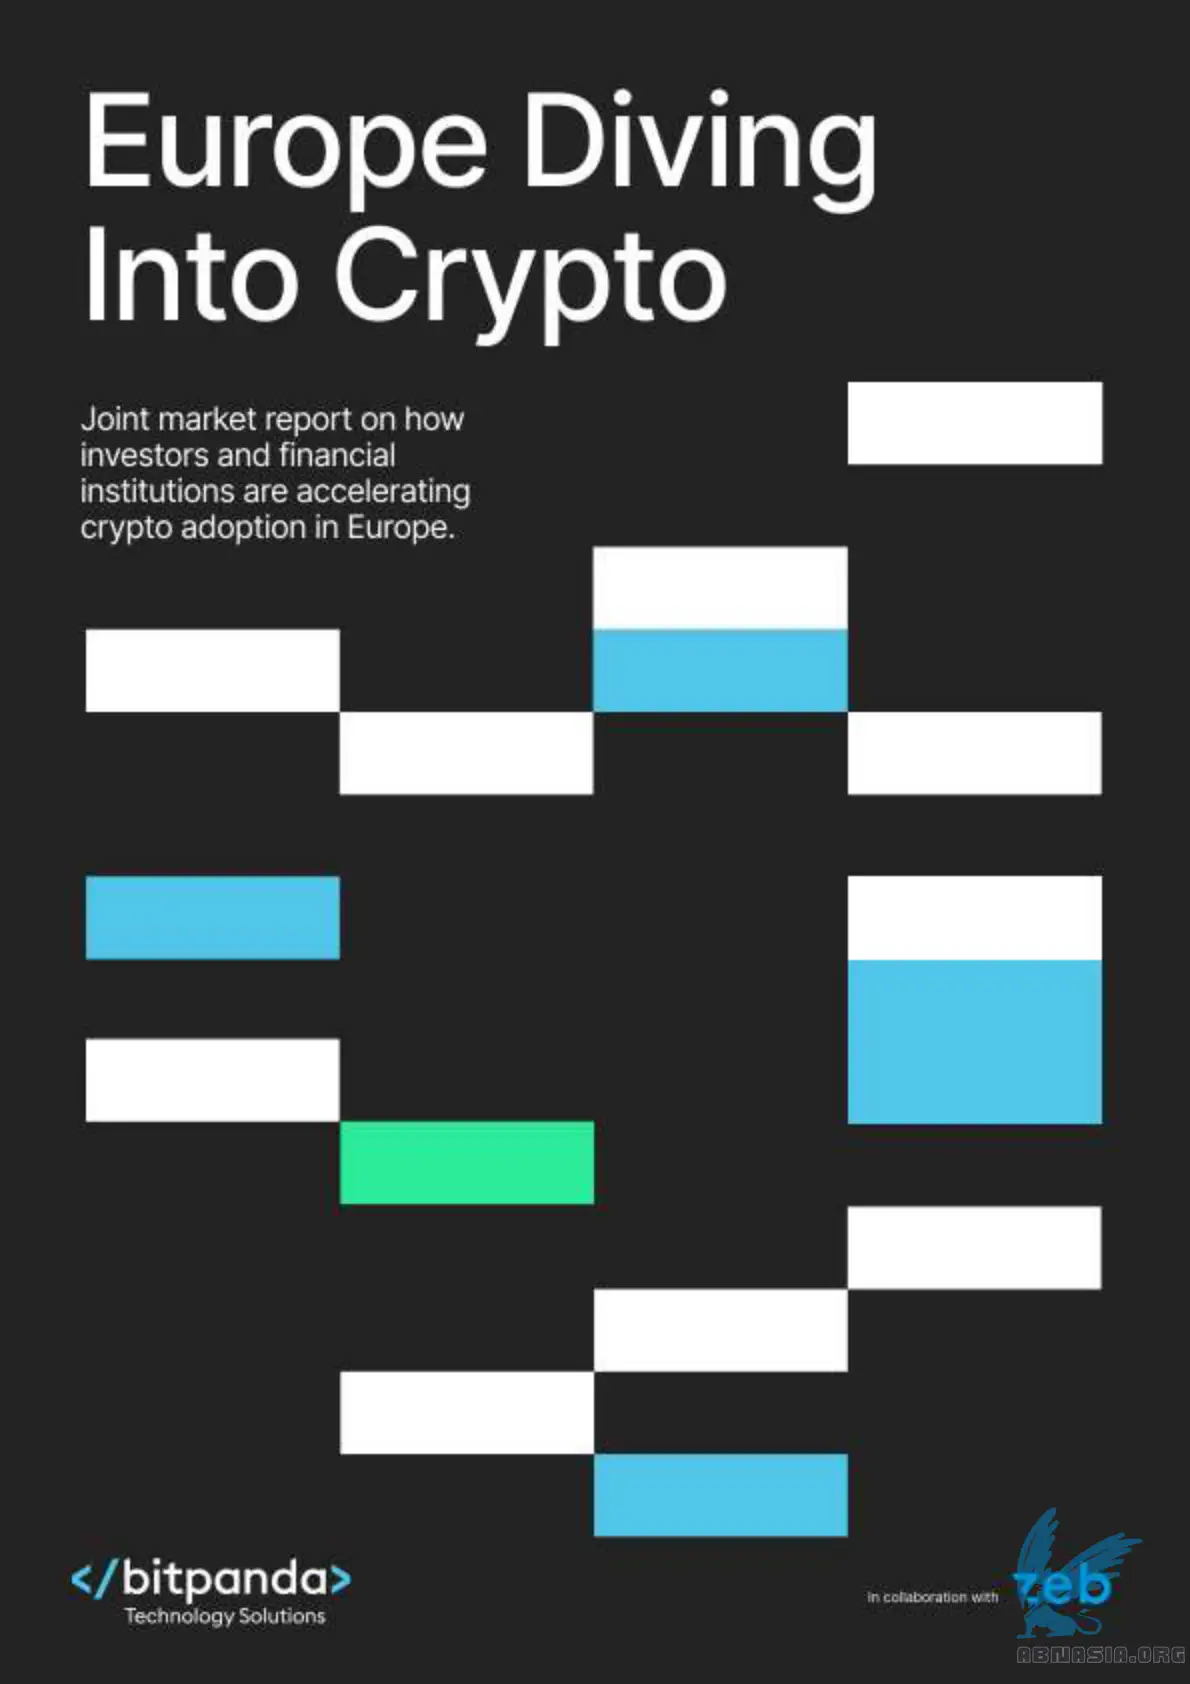 Europe Diving
Into Crypto
Joint market report on how
investors and financial
institutions are accelerating
crypto adoption in Europe.
</bitpanda>
Technology Solutions
In collaboration with
zeb
ABNASIA.ORG